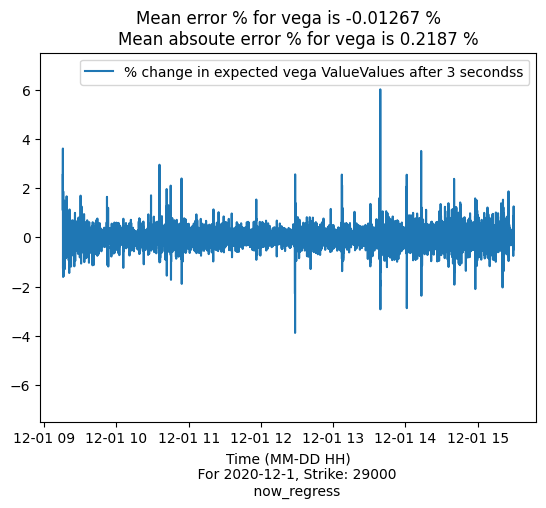 Mean error % for vega is -0.01267 %
Mean absoute error % for vega is 0.2187 %
% change in expected vega ValueValues after 3 secondss
6
4
2
0
−2
−4
−6
12-01 09 12-01 10 12-01 11 12-01 12 12-01 13 12-01 14 12-01 15
Time (MM-DD HH)
For 2020-12-1, Strike: 29000
now_regress